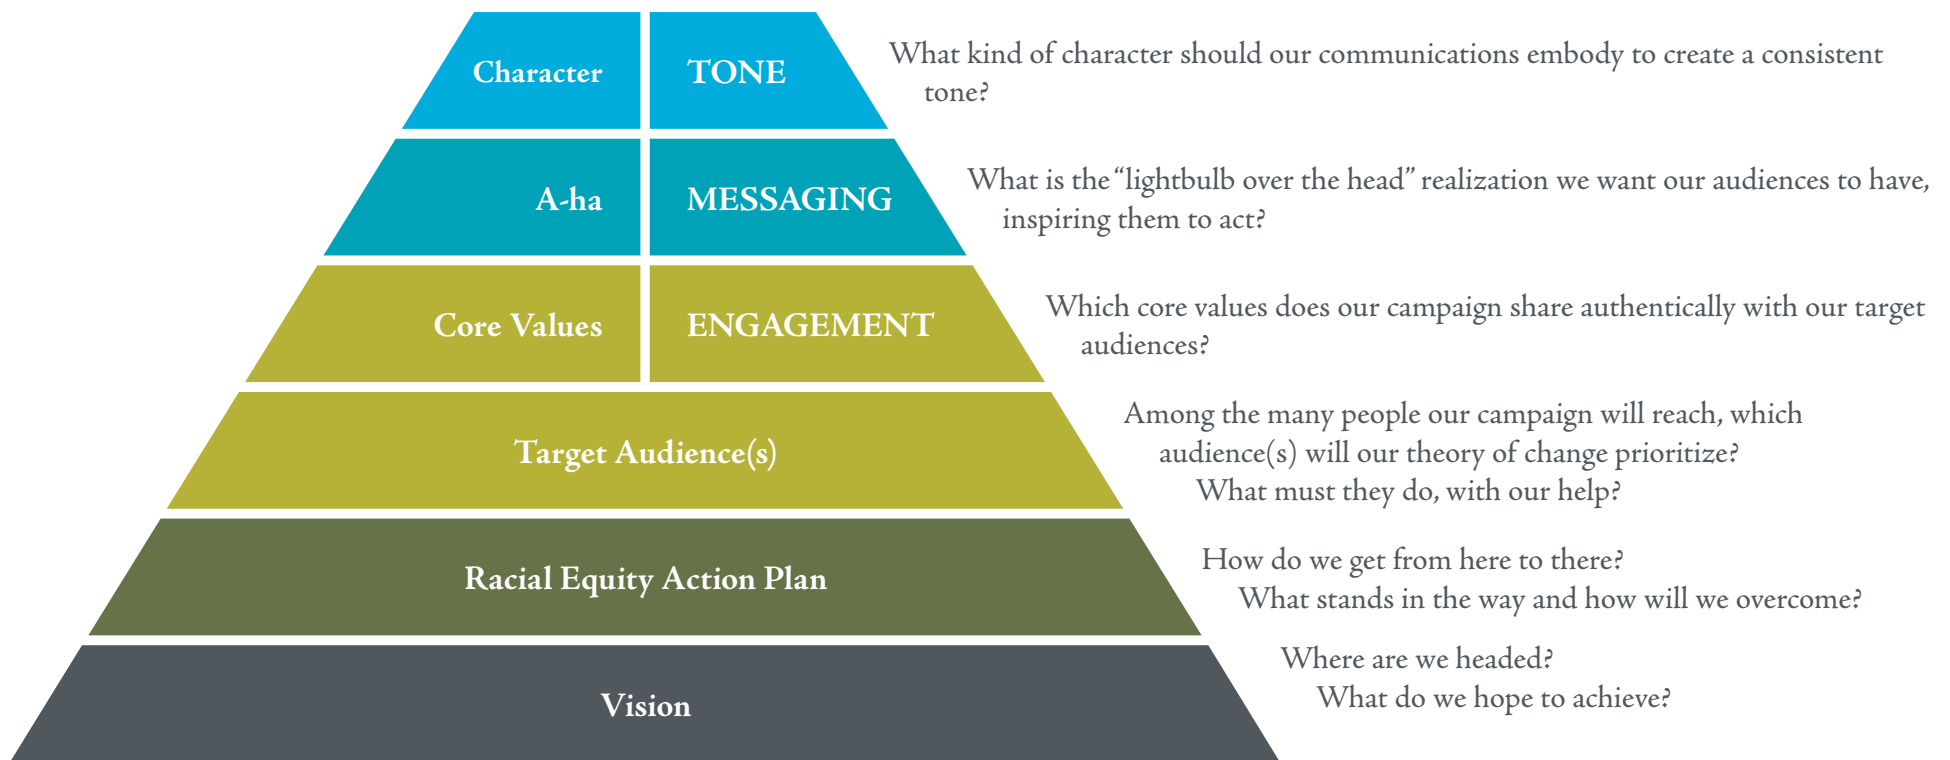 Character TONE
What kind of character should our communications embody to create a consistent
tone?
A-ha MESSAGING
What is the “lightbulb over the head” realization we want our audiences to have,
inspiring them to act?
Core Values ENGAGEMENT
Which core values does our campaign share authentically with our target
audiences?
Target Audience(s)
Among the many people our campaign will reach, which
audience(s) will our theory of change prioritize?
What must they do, with our help?
Racial Equity Action Plan
How do we get from here to there?
What stands in the way and how will we overcome?
Vision
Where are we headed?
What do we hope to achieve?